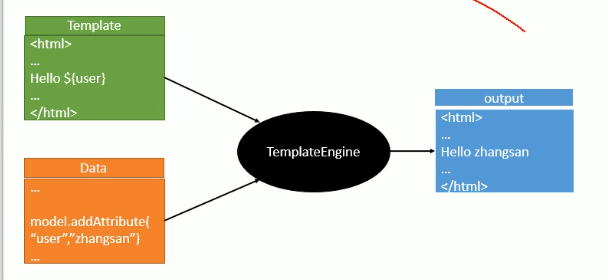 Template
<html>
...
Hello ${user}
...
</html>
Data
...
model.addAttribute(
“user”,”zhangsan”)
...
TemplateEngine
output
<html>
...
Hello zhangsan
...
</html>